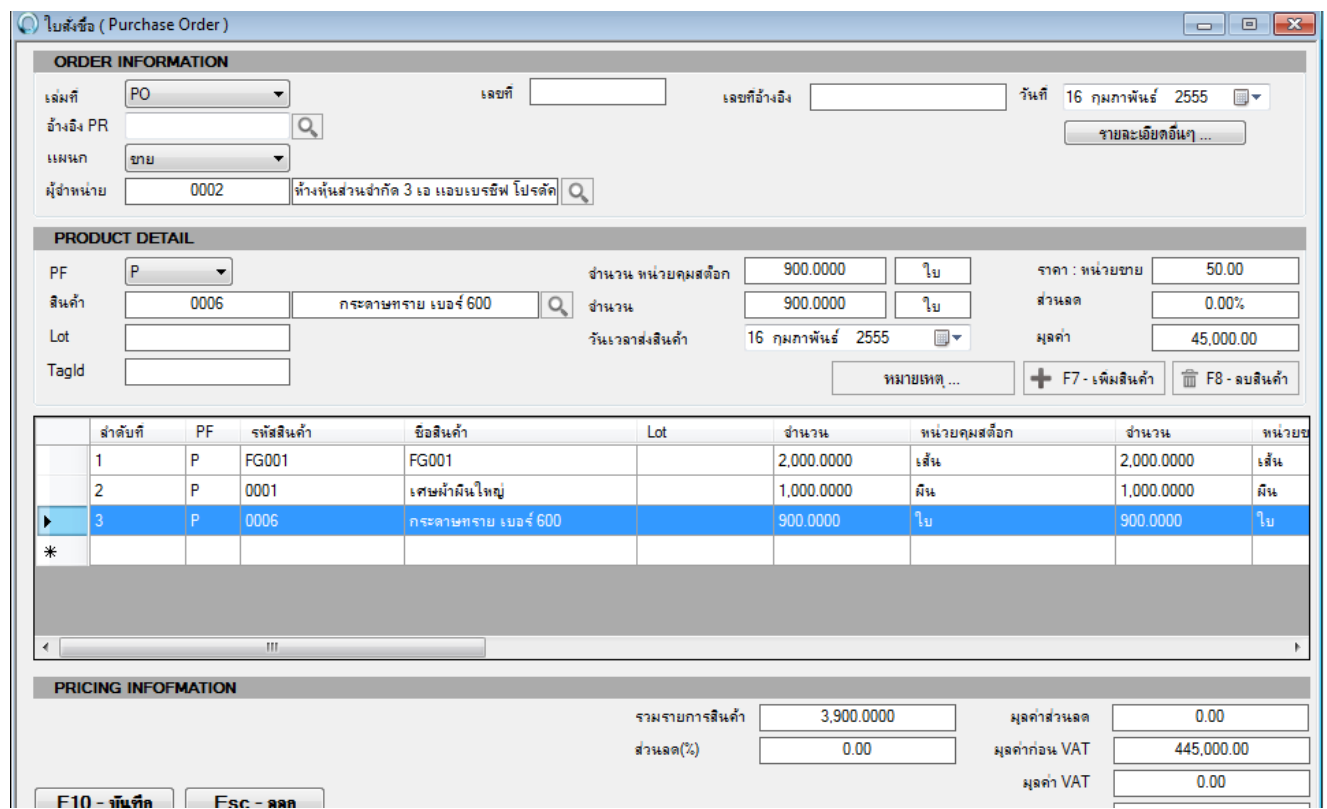 ใบสั่งซื้อ ( Purchase Order )
ORDER INFORMATION
เล่มที่ PO เลขที่ เลขที่อ้างอิง วันที่ 16 กุมภาพันธ์ 2555
อ้างอิง PR รายละเอียดอื่นๆ ...
แผนก ขาย
ผู้จำหน่าย 0002 ห้างหุ้นส่วนจำกัด 3 เอ แอบเบรซีฟ โปรดัค
PRODUCT DETAIL
PF P จำนวน หน่วยคุมสต็อก 900.0000 ใบ ราคา : หน่วยขาย 50.00
สินค้า 0006 กระดาษทราย เบอร์ 600 จำนวน 900.0000 ใบ ส่วนลด 0.00%
Lot วันเวลาส่งสินค้า 16 กุมภาพันธ์ 2555 มูลค่า 45,000.00
TagId หมายเหตุ ... F7 - เพิ่มสินค้า F8 - ลบสินค้า
ลำดับที่ PF รหัสสินค้า ชื่อสินค้า Lot จำนวน หน่วยคุมสต็อก จำนวน หน่วยข
1 P FG001 FG001 2,000.0000 เส้น 2,000.0000 เส้น
2 P 0001 เศษผ้าผืนใหญ่ 1,000.0000 ผืน 1,000.0000 ผืน
3 P 0006 กระดาษทราย เบอร์ 600 900.0000 ใบ 900.0000 ใบ
PRICING INFOFMATION
รวมรายการสินค้า 3,900.0000 มูลค่าส่วนลด 0.00
ส่วนลด(%) 0.00 มูลค่าก่อน VAT 445,000.00
มูลค่า VAT 0.00
F10 - บันทึก Esc - ออก